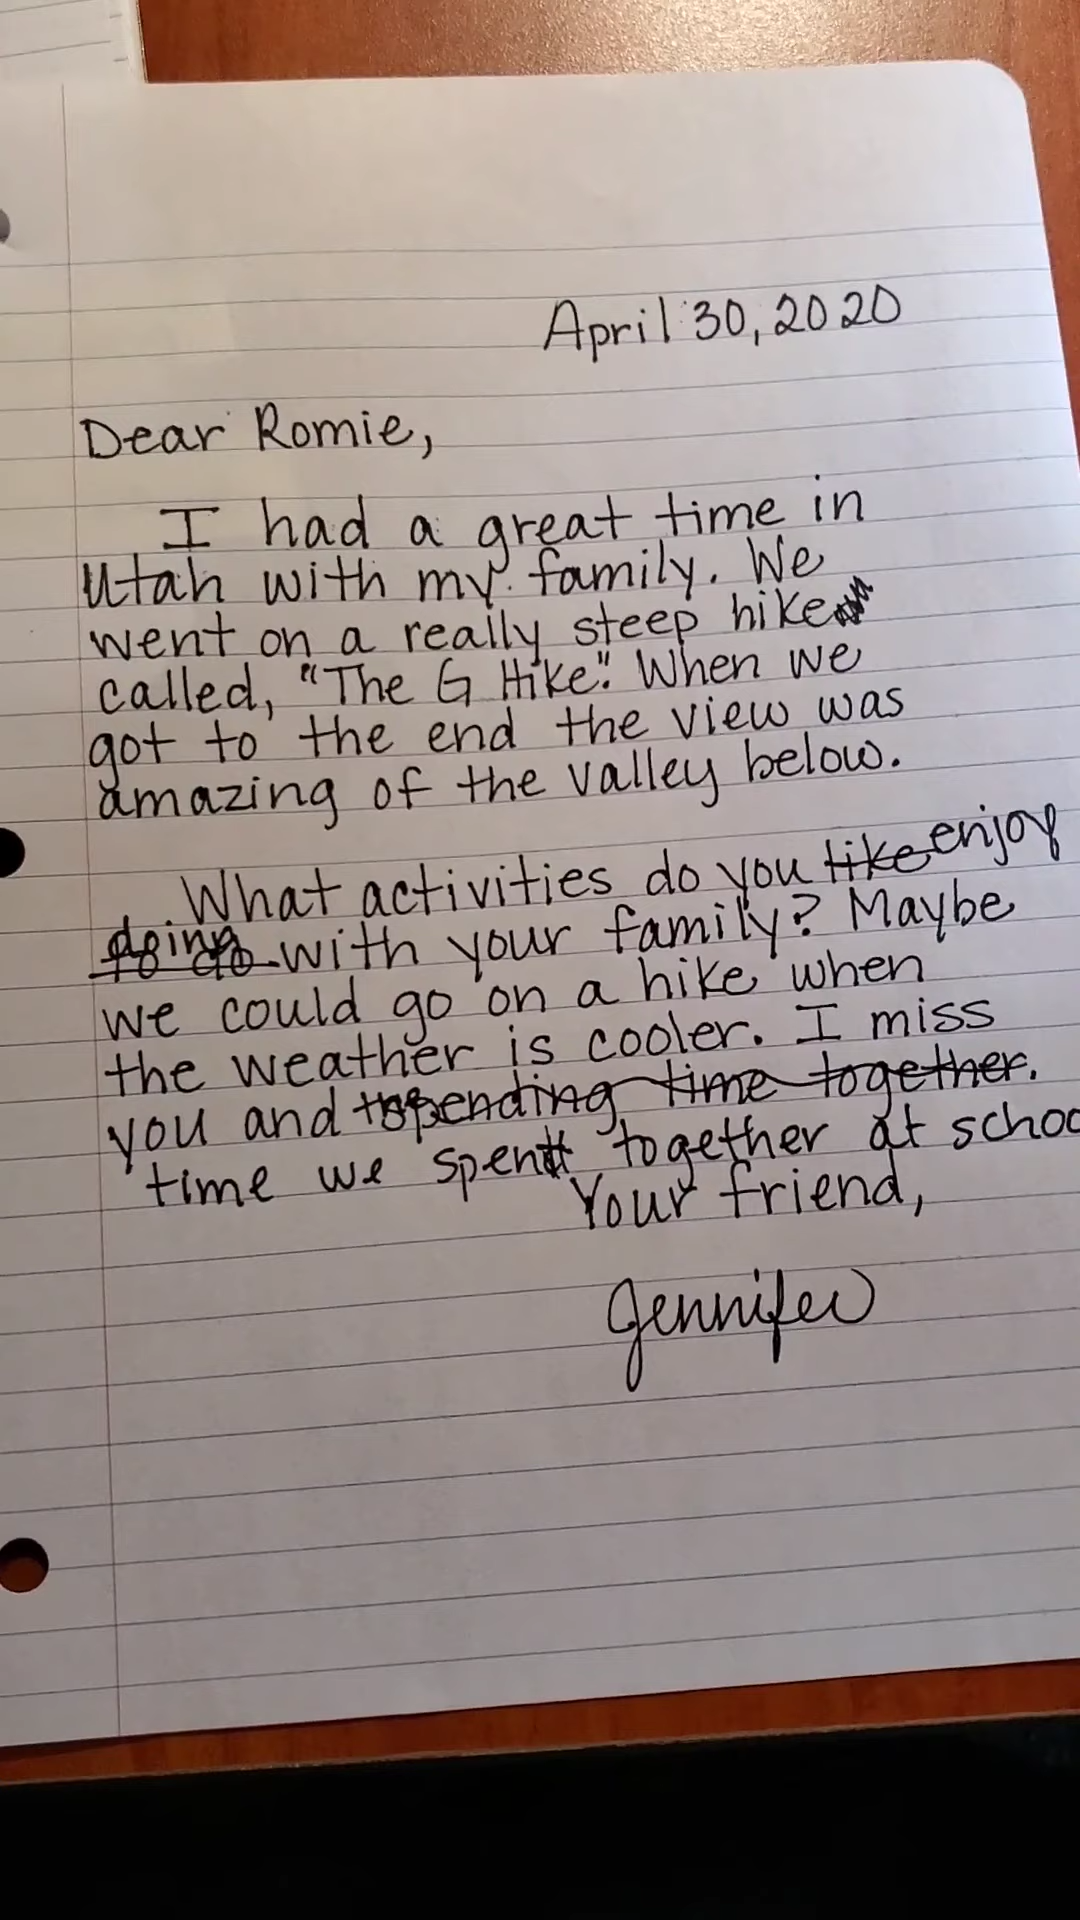 April 30, 2020
Dear Romie,
I had a great time in
Utah with my family. We
went on a really steep hike
called, "The G Hike." When we
got to the end the view was
amazing of the valley below.
What activities do you like enjoy
doing to do with your family? Maybe
we could go on a hike when
the weather is cooler. I miss
you and spending time together.
time we spent together at schoo
Your friend,
Jennifer